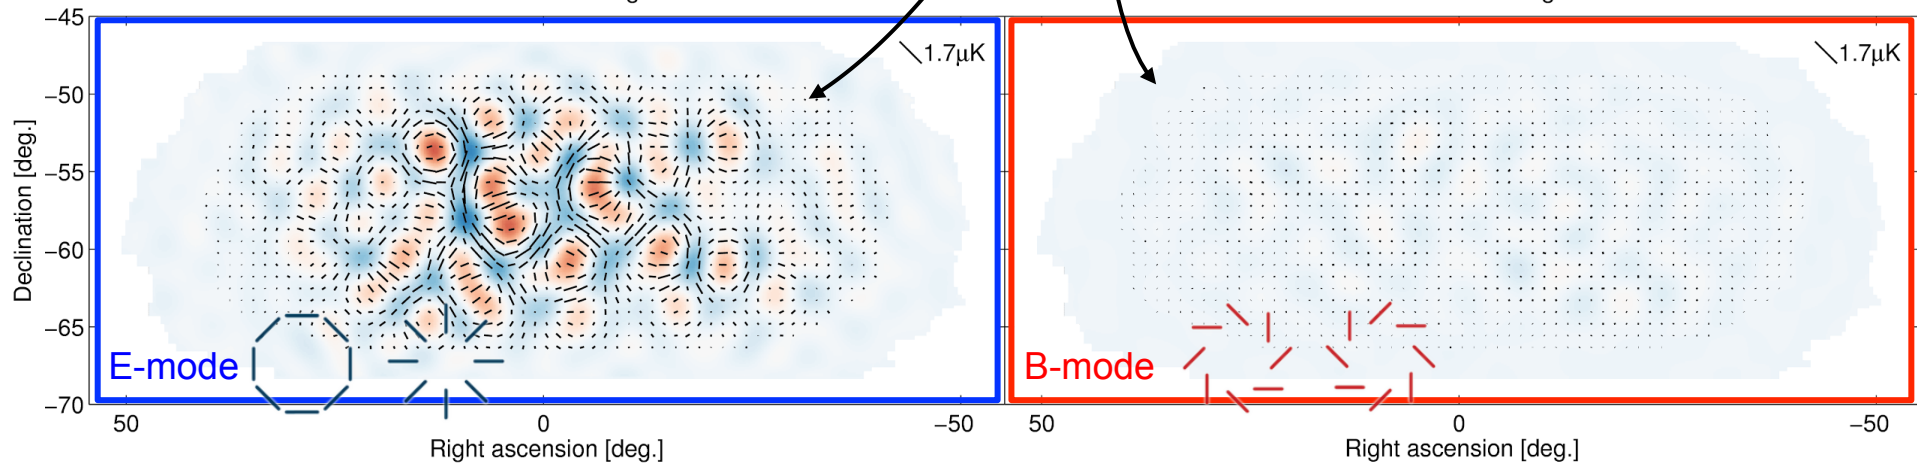 −45
−50
−55
−60
−65
−70
Declination [deg.]
1.7μK
E-mode
50
0
−50
Right ascension [deg.]
1.7μK
B-mode
50
0
−50
Right ascension [deg.]